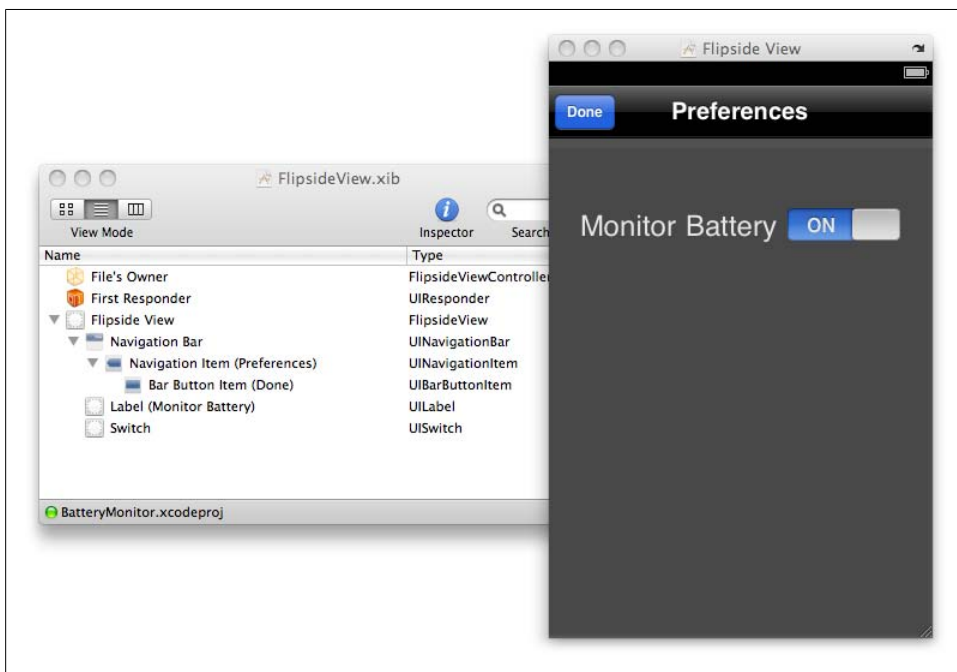 Flipside View
Done
Preferences
Monitor Battery
ON
FlipsideView.xib
View Mode
Inspector
Search
Name Type
File's Owner FlipsideViewController
First Responder UIResponder
Flipside View FlipsideView
Navigation Bar UINavigationBar
Navigation Item (Preferences) UINavigationItem
Bar Button Item (Done) UIBarButtonItem
Label (Monitor Battery) UILabel
Switch UISwitch
BatteryMonitor.xcodeproj